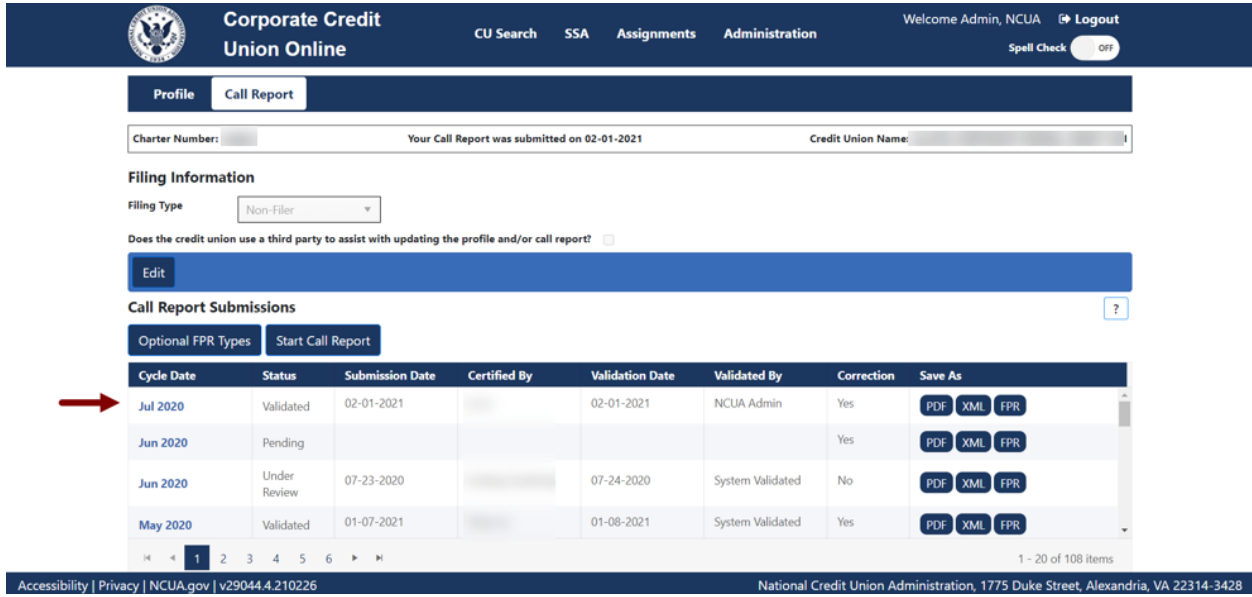 Corporate Credit
Union Online
CU Search SSA Assignments Administration
Welcome Admin, NCUA Logout
Spell Check OFF
Profile Call Report
Charter Number: Your Call Report was submitted on 02-01-2021 Credit Union Name:
Filing Information
Filing Type Non-Filer
Does the credit union use a third party to assist with updating the profile and/or call report?
Edit
Call Report Submissions ?
Optional FPR Types Start Call Report
Cycle Date Status Submission Date Certified By Validation Date Validated By Correction Save As
Jul 2020 Validated 02-01-2021 02-01-2021 NCUA Admin Yes PDF XML FPR
Jun 2020 Pending Yes PDF XML FPR
Jun 2020 Under Review 07-23-2020 07-24-2020 System Validated No PDF XML FPR
May 2020 Validated 01-07-2021 01-08-2021 System Validated Yes PDF XML FPR
1 2 3 4 5 6 1 - 20 of 108 items
Accessibility | Privacy | NCUA.gov | v29044.4.210226 National Credit Union Administration, 1775 Duke Street, Alexandria, VA 22314-3428